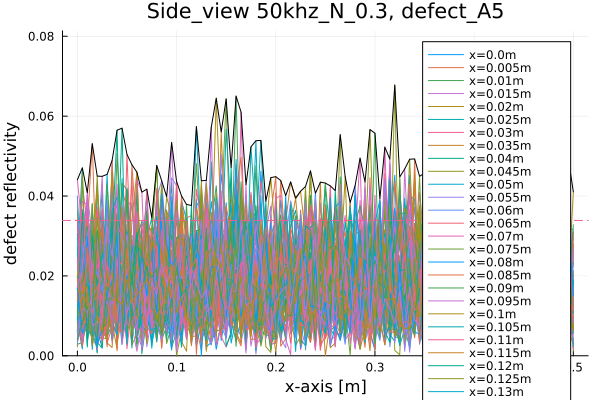 Side_view 50khz_N_0.3, defect_A5
defect reflectivity
0.08
0.06
0.04
0.02
0.00
0.0
0.1
0.2
0.3
.5
x-axis [m]
x=0.0m
x=0.005m
x=0.01m
x=0.015m
x=0.02m
x=0.025m
x=0.03m
x=0.035m
x=0.04m
x=0.045m
x=0.05m
x=0.055m
x=0.06m
x=0.065m
x=0.07m
x=0.075m
x=0.08m
x=0.085m
x=0.09m
x=0.095m
x=0.1m
x=0.105m
x=0.11m
x=0.115m
x=0.12m
x=0.125m
x=0.13m